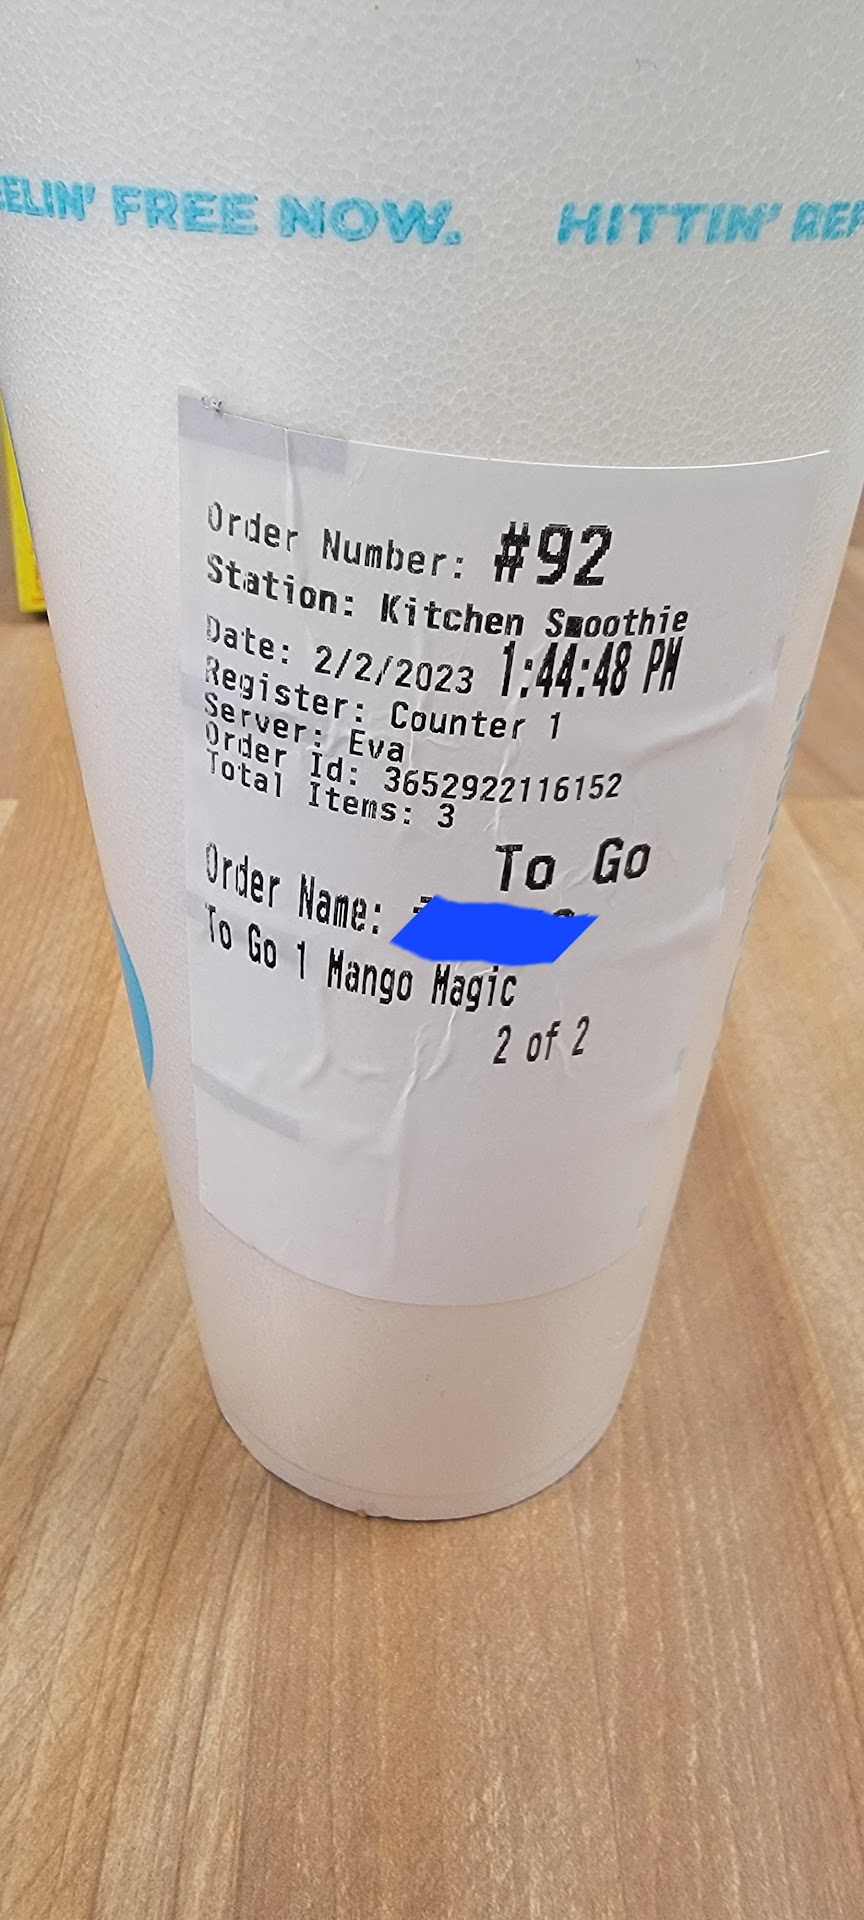 FREE NOW. HITTIN'
Order Number: #92
Station: Kitchen Smoothie
Date: 2/2/2023 1:44:48 PM
Register: Counter 1
Server: Eva
Order Id: 3652922116152
Total Items: 3
To Go
Order Name:
To Go 1 Mango Magic
2 of 2